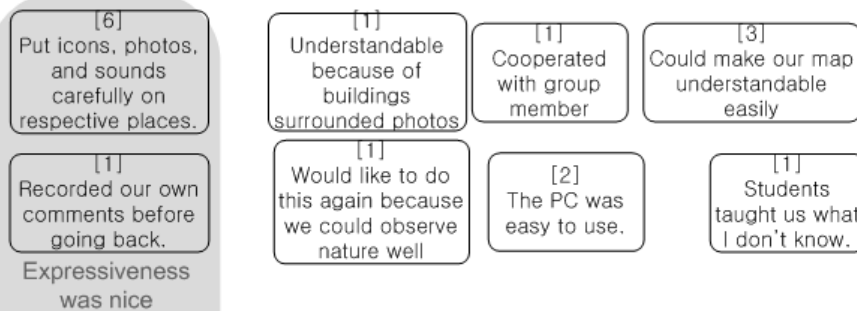 [6]
Put icons, photos,
and sounds
carefully on
respective places.
[1]
Understandable
because of
buildings
surrounded photos
[1]
Cooperated
with group
member
[3]
Could make our map
understandable
easily
[1]
Recorded our own
comments before
going back.
[1]
Would like to do
this again because
we could observe
nature well
[2]
The PC was
easy to use.
[1]
Students
taught us what
I don't know.
Expressiveness
was nice